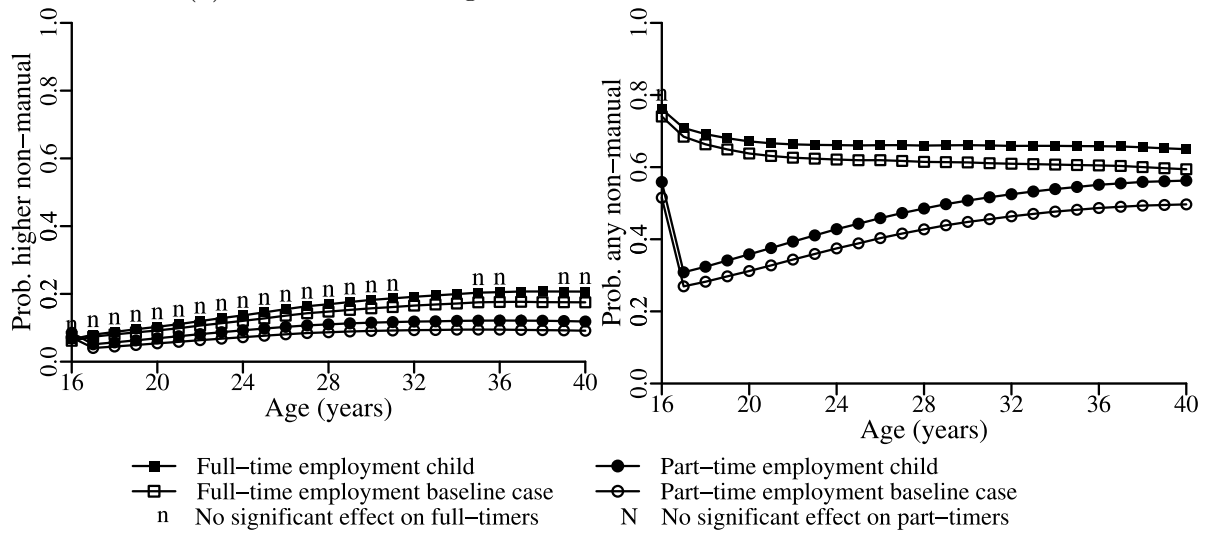 Prob. higher non−manual
1.0
0.8
0.6
0.4
0.2
0.0
n n n n n n n n n n n n n n n n n n n n
16 20 24 28 32 36 40
Age (years)
Prob. any non−manual
1.0
0.8
0.6
0.4
0.2
0.0
n
16 20 24 28 32 36 40
Age (years)
Full−time employment child
Part−time employment child
Full−time employment baseline case
Part−time employment baseline case
n No significant effect on full−timers
N No significant effect on part−timers